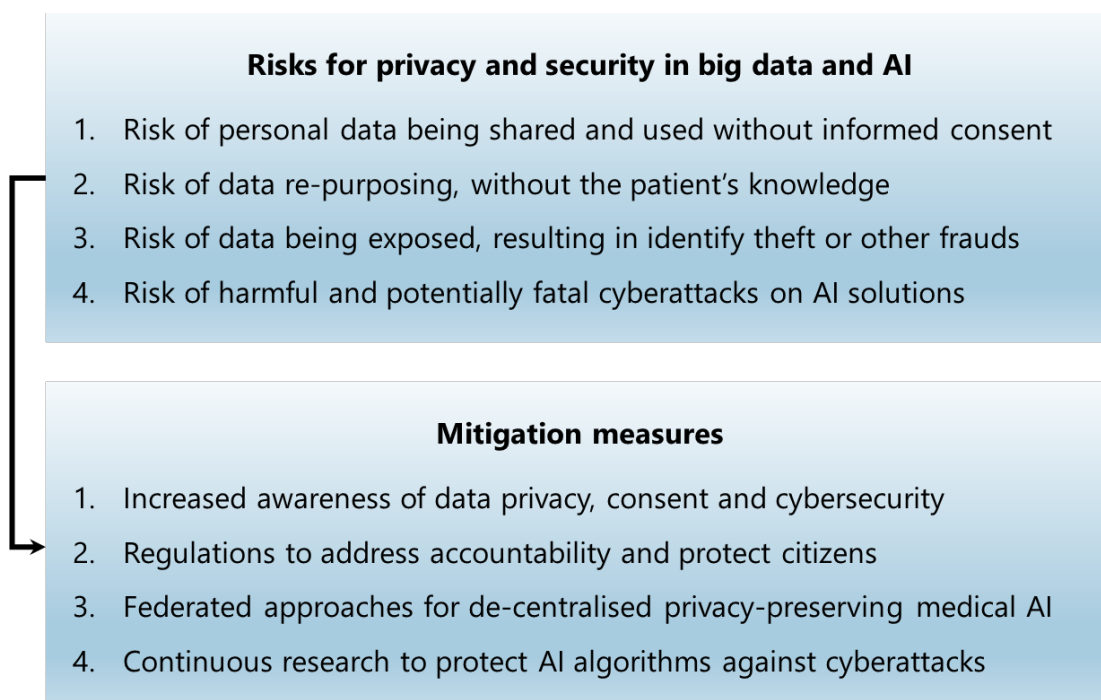 Risks for privacy and security in big data and AI
1. Risk of personal data being shared and used without informed consent
2. Risk of data re-purposing, without the patient’s knowledge
3. Risk of data being exposed, resulting in identify theft or other frauds
4. Risk of harmful and potentially fatal cyberattacks on AI solutions
Mitigation measures
1. Increased awareness of data privacy, consent and cybersecurity
2. Regulations to address accountability and protect citizens
3. Federated approaches for de-centralised privacy-preserving medical AI
4. Continuous research to protect AI algorithms against cyberattacks